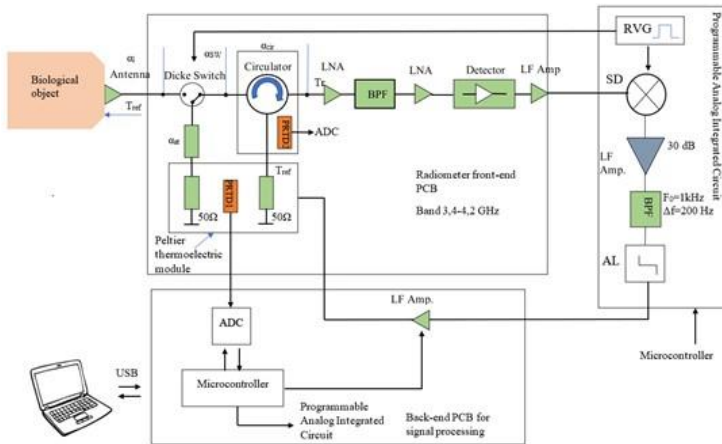 Biological
object
αl
Antenna
Tref
αSW
Dicke Switch
αcir
Circulator
Tr
LNA
BPF
LNA
Detector
LF Amp
RVG
SD
Programmable Analog Integrated Circuit
30 dB
LF
Amp.
BPF
F0=1kHz
Δf=200 Hz
AL
Microcontroller
PRTD2
ADC
αatt
Tref
PRTD1
50Ω
50Ω
Radiometer front-end
PCB
Band 3,4-4,2 GHz
Peltier
thermoelectric
module
LF Amp.
ADC
USB
Microcontroller
Programmable
Analog Integrated
Circuit
Back-end PCB for
signal processing